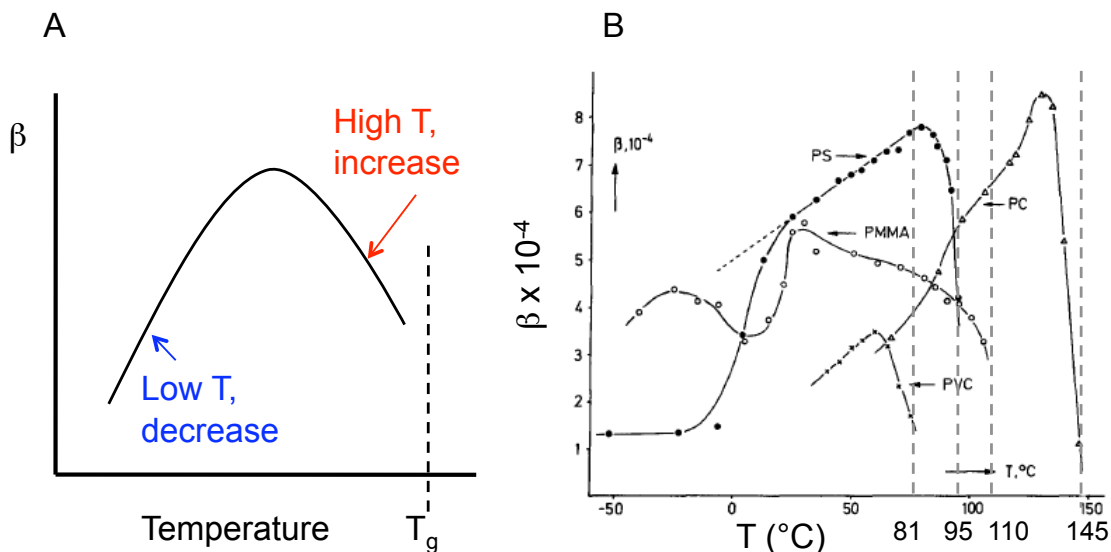 A
β
High T,
increase
Low T,
decrease
Temperature
T_g
B
β x 10⁻⁴
8
7
6
5
4
3
2
1
β, 10⁻⁴
PS
PMMA
PC
PVC
T, °C
-50
0
50
100
150
T (°C)
81
95
110
145